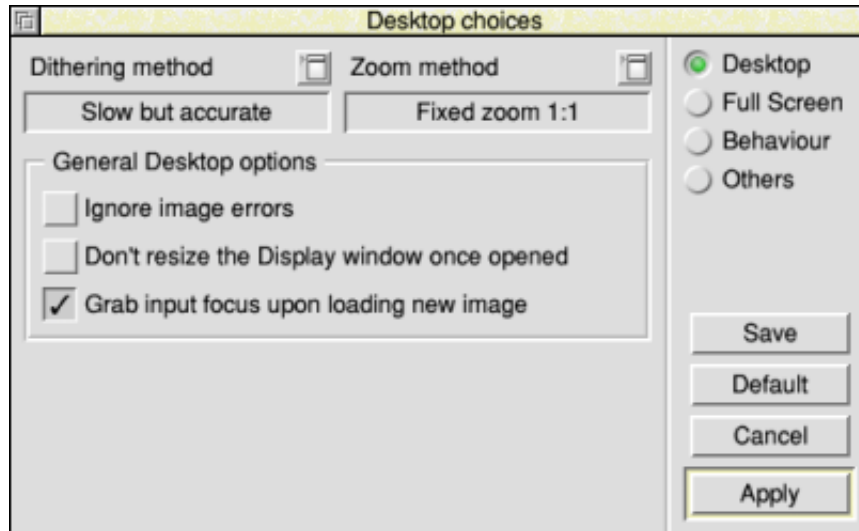 Desktop choices
Dithering method
Zoom method
Slow but accurate
Fixed zoom 1:1
General Desktop options
Ignore image errors
Don't resize the Display window once opened
Grab input focus upon loading new image
Desktop
Full Screen
Behaviour
Others
Save
Default
Cancel
Apply